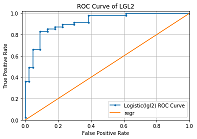 ROC Curve of LGL2
True Positive Rate
1.0
0.8
0.6
0.4
0.2
0.0
Logistic(lgl2) ROC Curve
regr
0.0 0.2 0.4 0.6 0.8 1.0
False Positive Rate